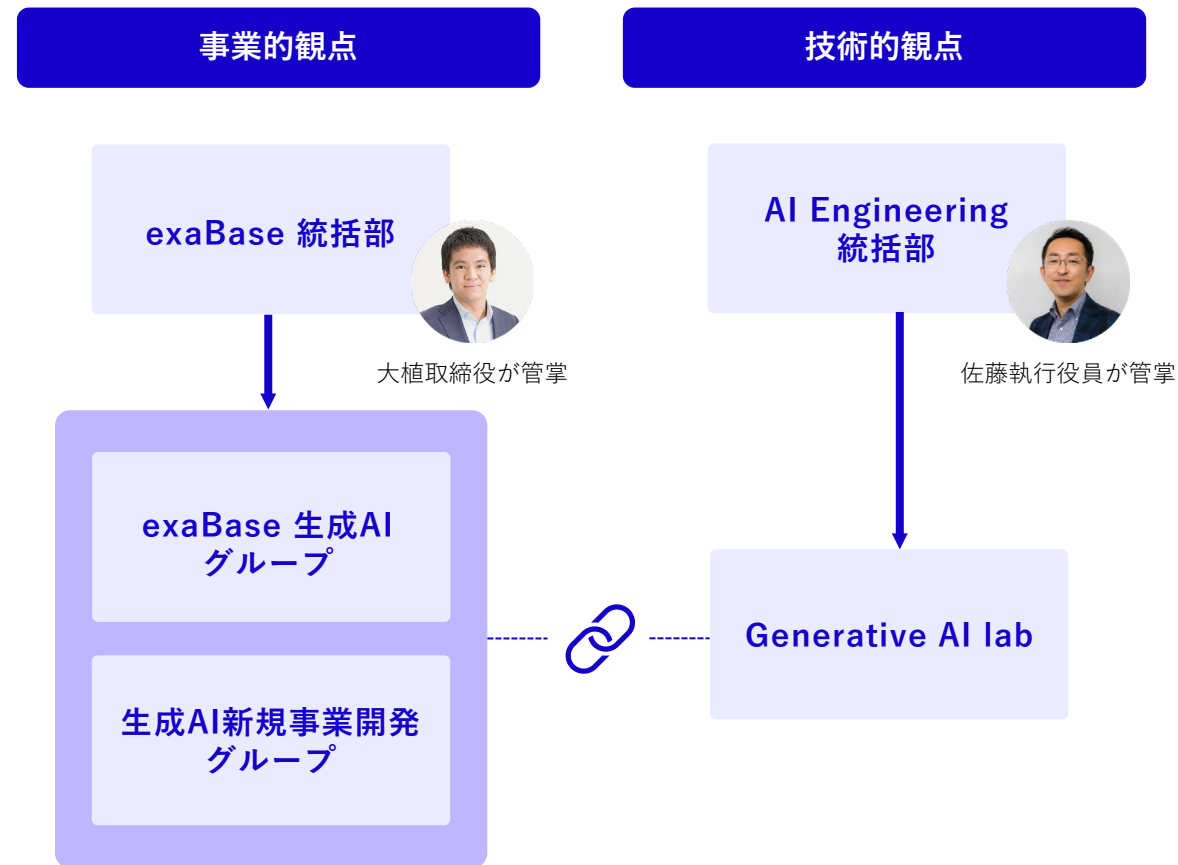 事業的観点
技術的観点
exaBase 統括部
大植取締役が管掌
AI Engineering
統括部
佐藤執行役員が管掌
exaBase 生成AI
グループ
生成AI新規事業開発
グループ
Generative AI lab